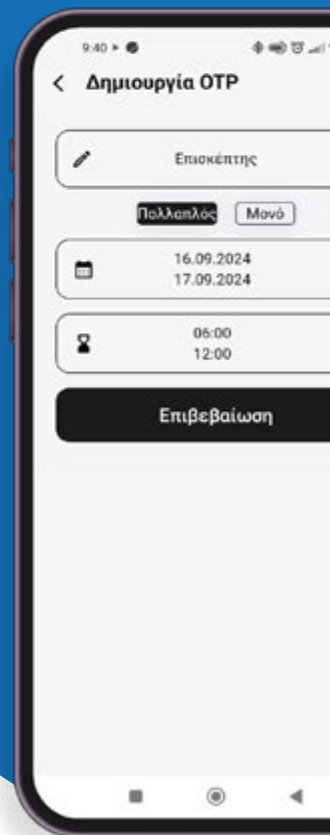 9:40
Δημιουργία OTP
Επισκέπτης
Πολλαπλός Μονό
16.09.2024
17.09.2024
06:00
12:00
Επιβεβαίωση